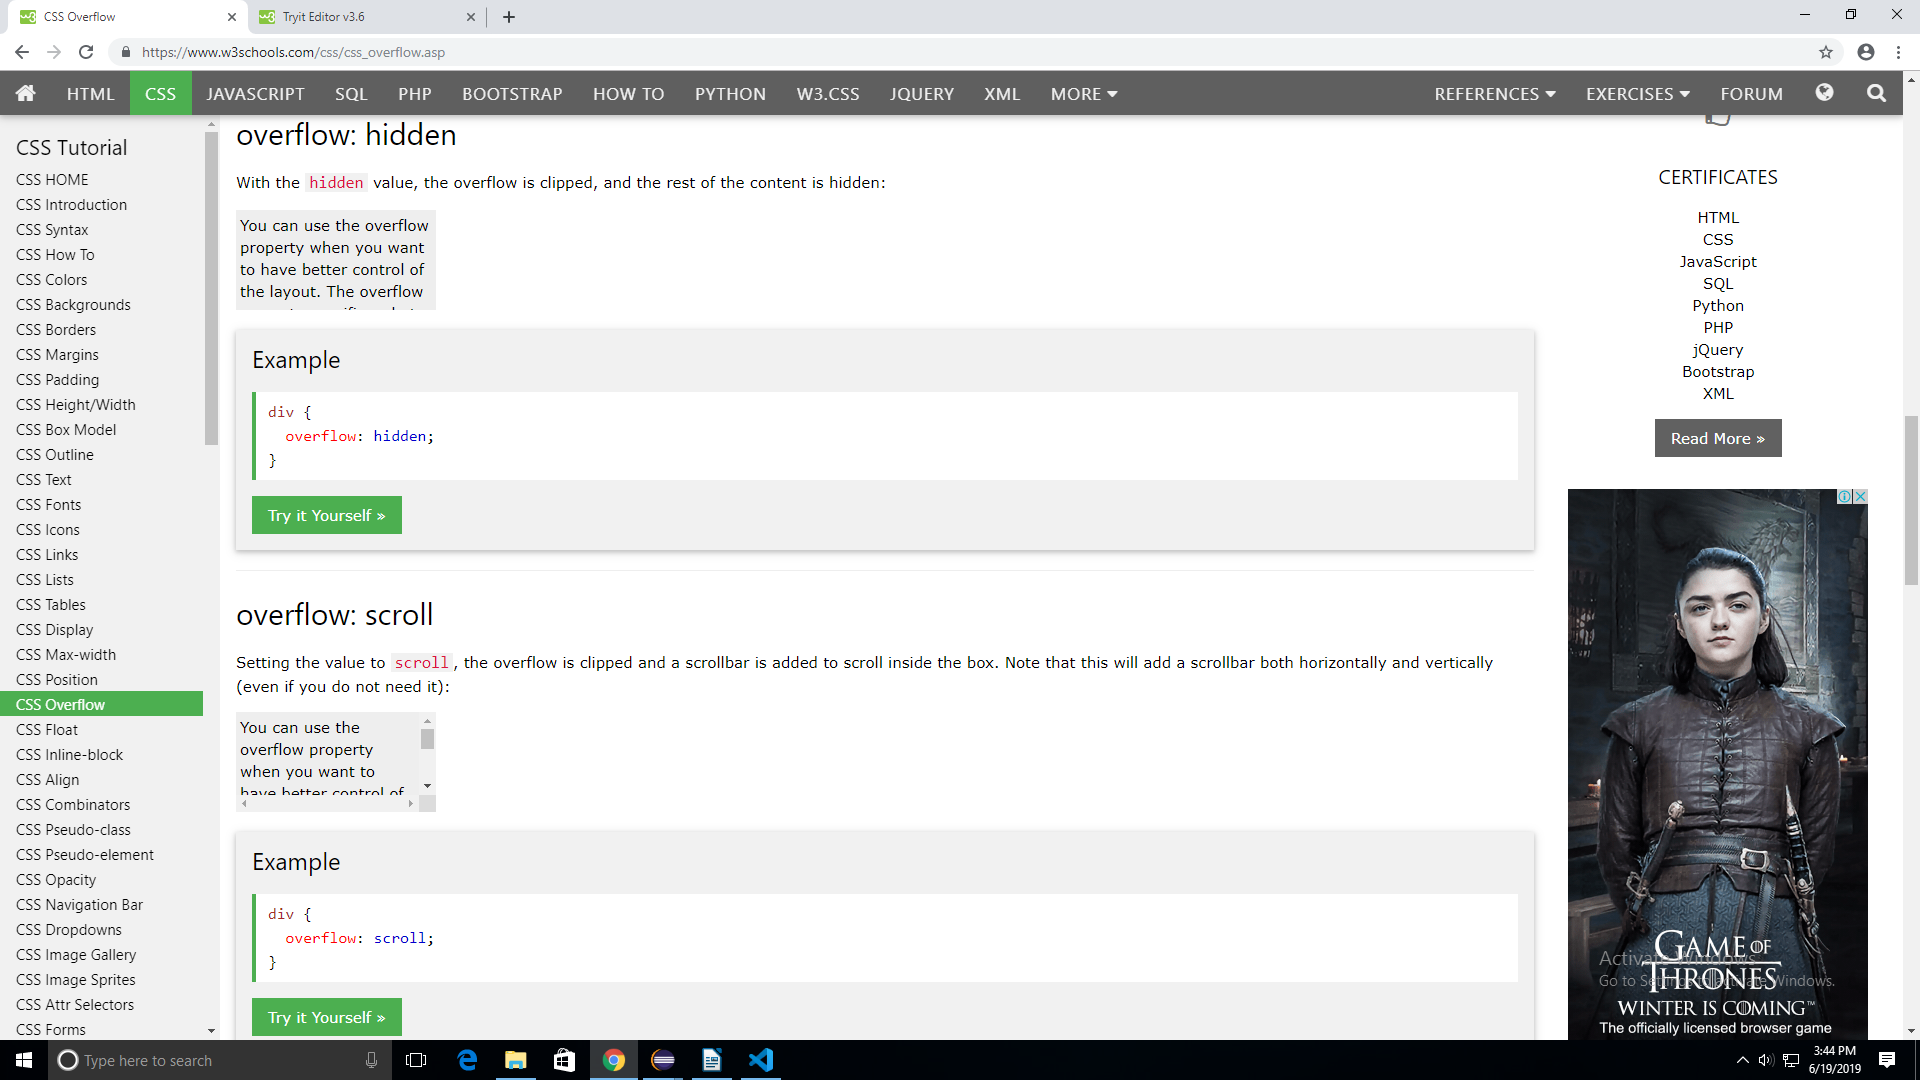 CSS Overflow
Tryit Editor v3.6
https://www.w3schools.com/css/css_overflow.asp
HTML CSS JAVASCRIPT SQL PHP BOOTSTRAP HOW TO PYTHON W3.CSS JQUERY XML MORE REFERENCES EXERCISES FORUM
CSS Tutorial
CSS HOME
CSS Introduction
CSS Syntax
CSS How To
CSS Colors
CSS Backgrounds
CSS Borders
CSS Margins
CSS Padding
CSS Height/Width
CSS Box Model
CSS Outline
CSS Text
CSS Fonts
CSS Icons
CSS Links
CSS Lists
CSS Tables
CSS Display
CSS Max-width
CSS Position
CSS Overflow
CSS Float
CSS Inline-block
CSS Align
CSS Combinators
CSS Pseudo-class
CSS Pseudo-element
CSS Opacity
CSS Navigation Bar
CSS Dropdowns
CSS Image Gallery
CSS Image Sprites
CSS Attr Selectors
CSS Forms
overflow: hidden
With the hidden value, the overflow is clipped, and the rest of the content is hidden:
You can use the overflow
property when you want
to have better control of
the layout. The overflow
Example
div {
overflow: hidden;
}
Try it Yourself »
overflow: scroll
Setting the value to scroll, the overflow is clipped and a scrollbar is added to scroll inside the box. Note that this will add a scrollbar both horizontally and vertically
(even if you do not need it):
You can use the
overflow property
when you want to
have better control of
Example
div {
overflow: scroll;
}
Try it Yourself »
CERTIFICATES
HTML
CSS
JavaScript
SQL
Python
PHP
jQuery
Bootstrap
XML
Read More »
GAME OF
THRONES
WINTER IS COMING™
The officially licensed browser game
Activate Windows
Go to Settings to activate Windows.
Type here to search
3:44 PM
6/19/2019